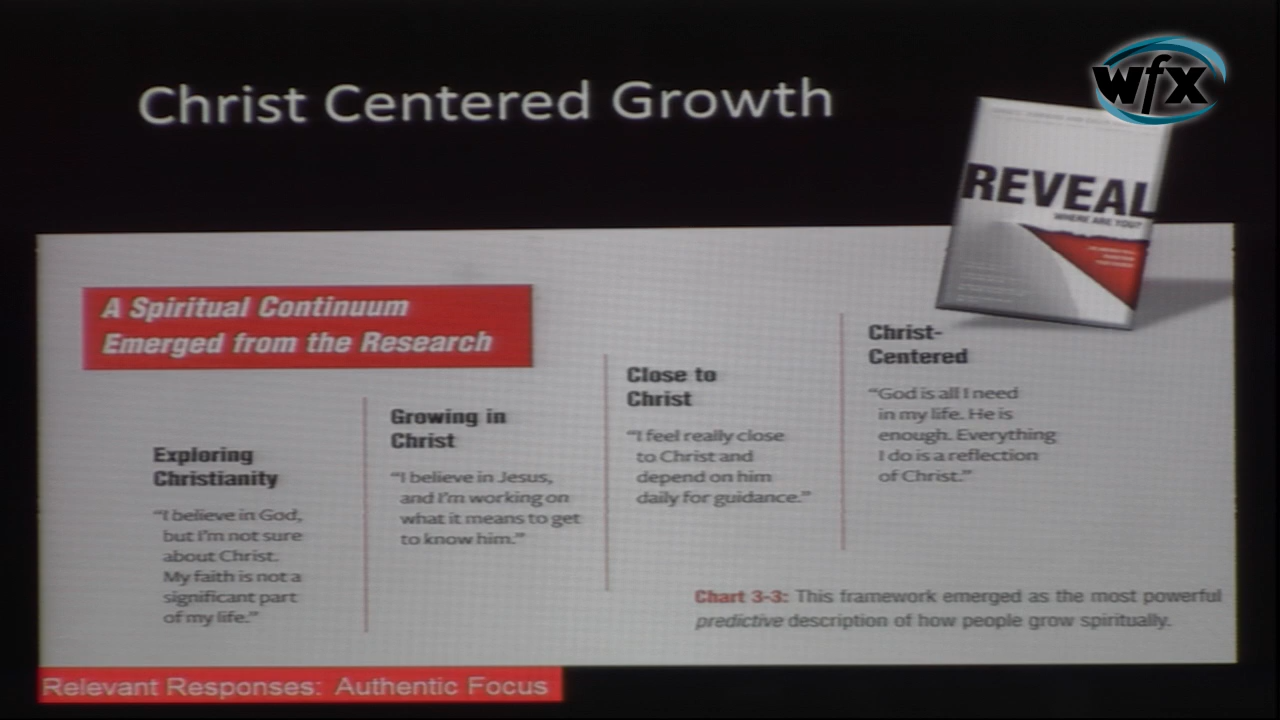 wfx
Christ Centered Growth
REVEAL
WHERE ARE YOU?
A Spiritual Continuum
Emerged from the Research
Exploring
Christianity
“I believe in God,
but I’m not sure
about Christ.
My faith is not a
significant part
of my life.”
Growing in
Christ
“I believe in Jesus,
and I’m working on
what it means to get
to know him.”
Close to
Christ
“I feel really close
to Christ and
depend on him
daily for guidance.”
Christ-
Centered
“God is all I need
in my life. He is
enough. Everything
I do is a reflection
of Christ.”
Chart 3-3: This framework emerged as the most powerful
predictive description of how people grow spiritually.
Relevant Responses: Authentic Focus